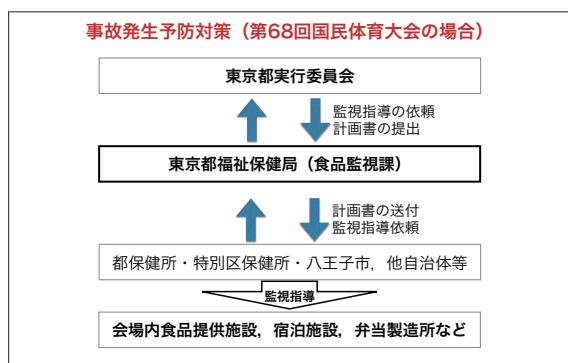 事故発生予防対策（第68回国民体育大会の場合）
東京都実行委員会
監視指導の依頼
計画書の提出
東京都福祉保健局（食品監視課）
計画書の送付
監視指導依頼
都保健所・特別区保健所・八王子市，他自治体等
監視指導
会場内食品提供施設，宿泊施設，弁当製造所など